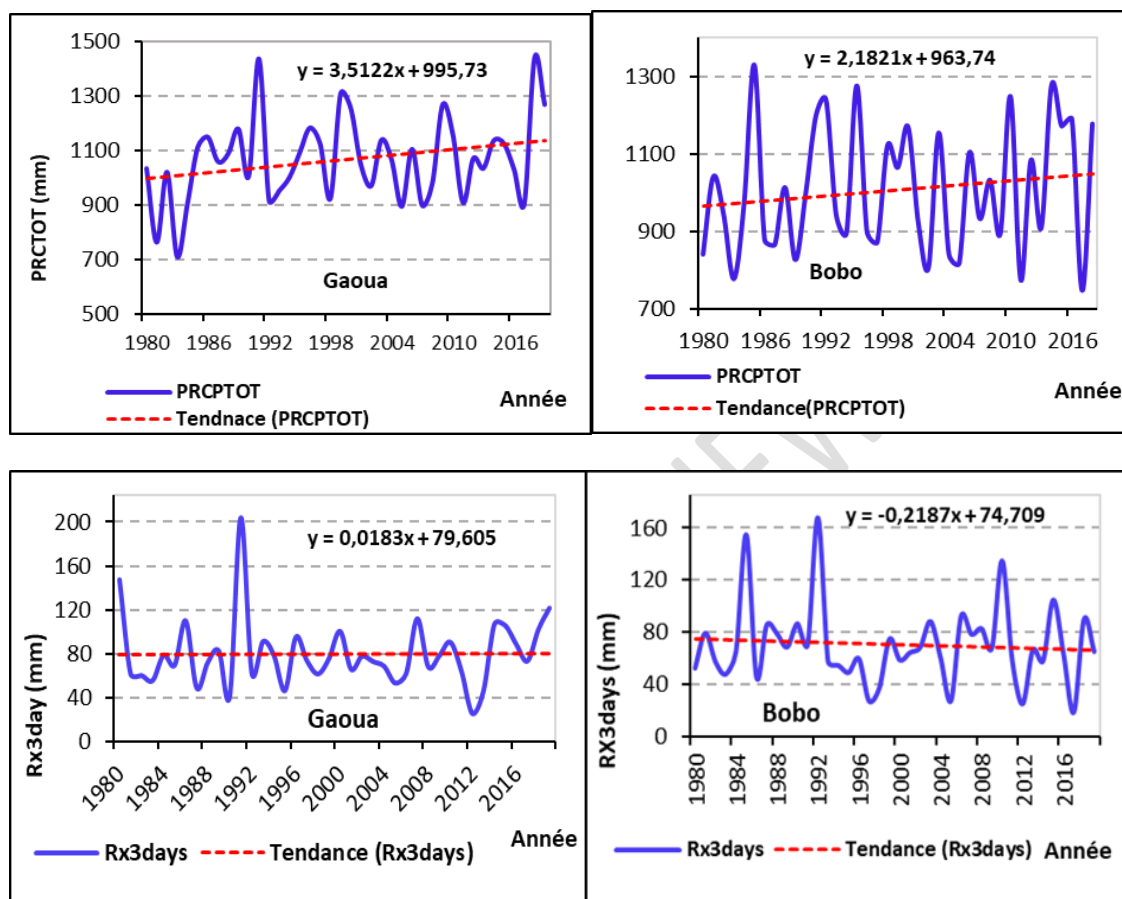 PRCTOT (mm)
1500
1300
1100
900
700
500
y = 3,5122x + 995,73
Gaoua
1980 1986 1992 1998 2004 2010 2016
PRCPTOT
Année
Tendnace (PRCPTOT)
1300
1100
900
700
y = 2,1821x + 963,74
Bobo
1980 1986 1992 1998 2004 2010 2016
PRCPTOT
Année
Tendance(PRCPTOT)
Rx3day (mm)
200
160
120
80
40
0
y = 0,0183x + 79,605
Gaoua
1980 1984 1988 1992 1996 2000 2004 2008 2012 2016
Année
Rx3days Tendance (Rx3days)
RX3days (mm)
160
120
80
40
0
y = -0,2187x + 74,709
Bobo
1980 1984 1988 1992 1996 2000 2004 2008 2012 2016
Rx3days Tendance (Rx3days) Année